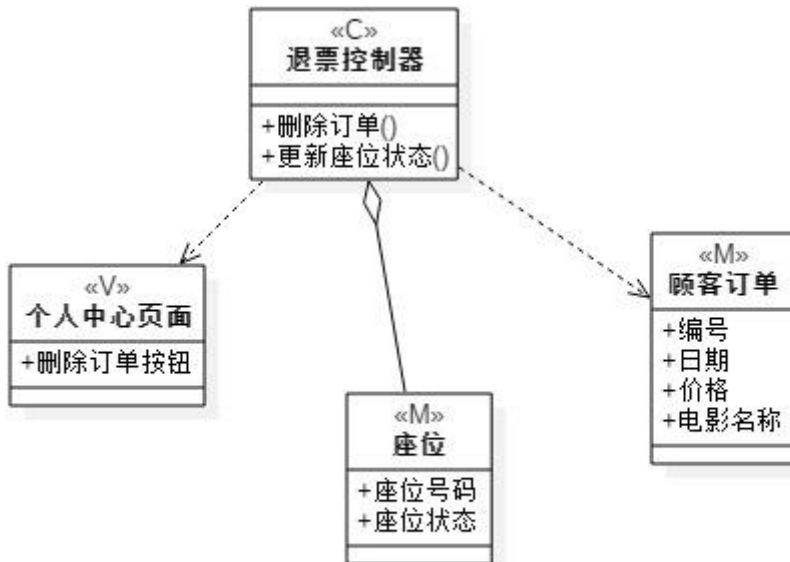 «C»
退票控制器
+删除订单()
+更新座位状态()
«V»
个人中心页面
+删除订单按钮
«M»
顾客订单
+编号
+日期
+价格
+电影名称
«M»
座位
+座位号码
+座位状态